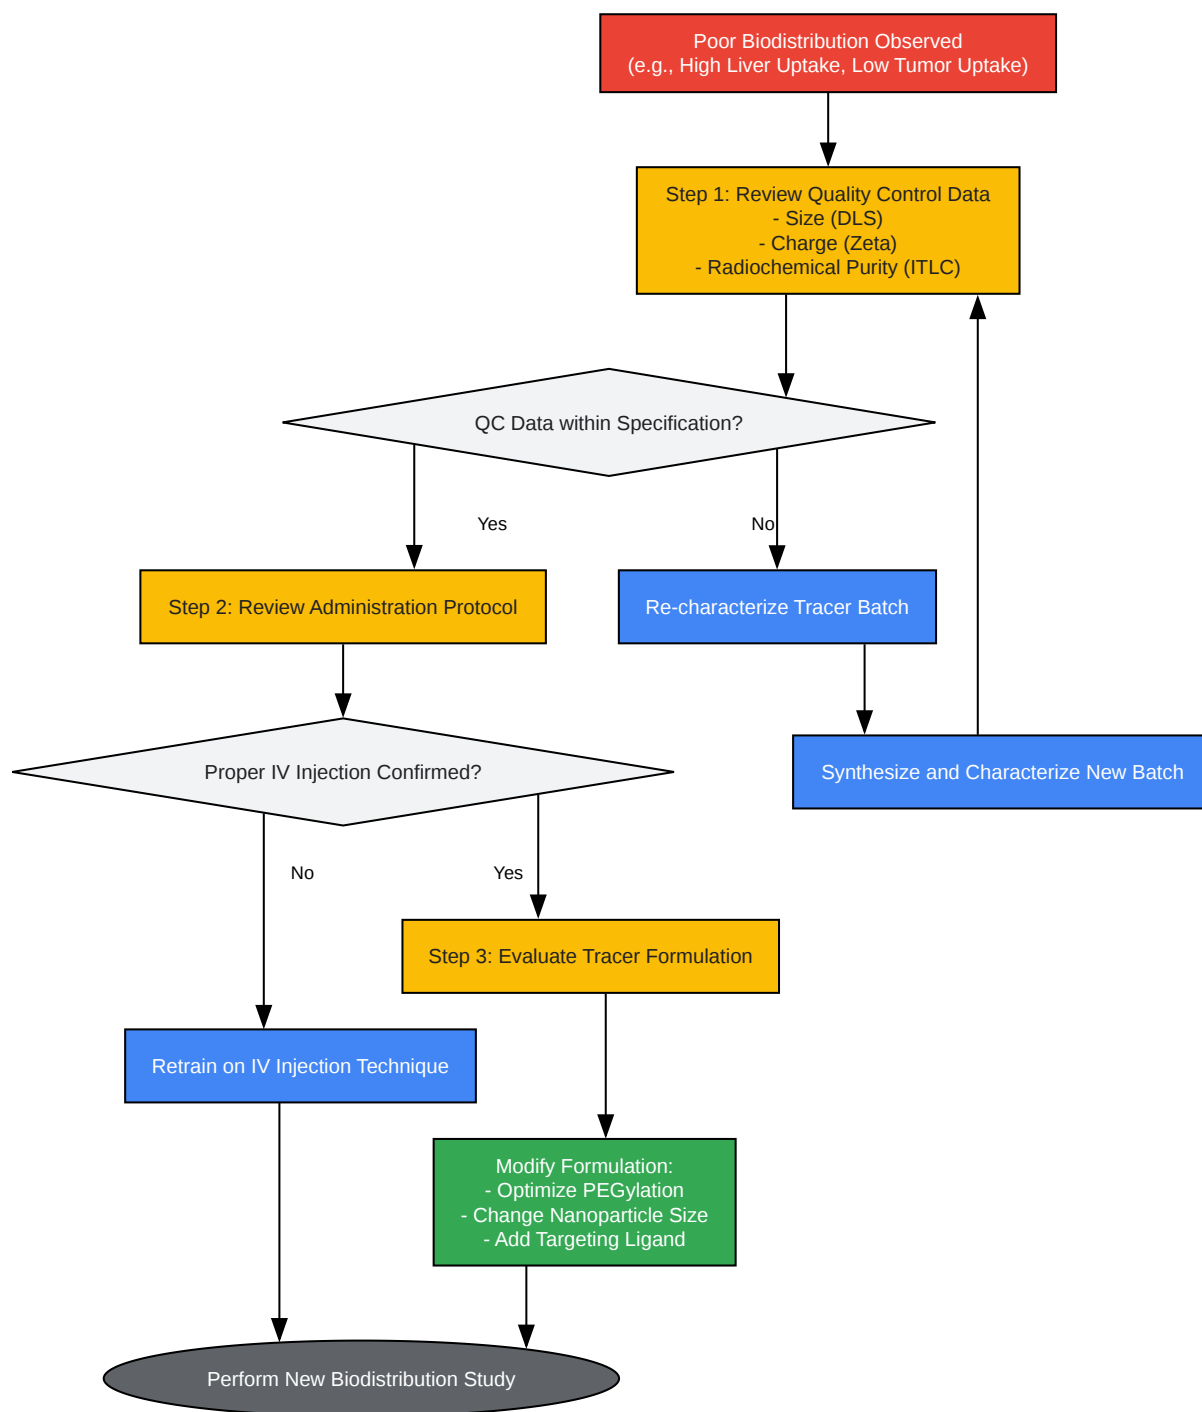 Poor Biodistribution Observed
(e.g., High Liver Uptake, Low Tumor Uptake)
Step 1: Review Quality Control Data
- Size (DLS)
- Charge (Zeta)
- Radiochemical Purity (ITLC)
QC Data within Specification?
Yes
No
Step 2: Review Administration Protocol
Re-characterize Tracer Batch
Proper IV Injection Confirmed?
Synthesize and Characterize New Batch
No
Yes
Step 3: Evaluate Tracer Formulation
Retrain on IV Injection Technique
Modify Formulation:
- Optimize PEGylation
- Change Nanoparticle Size
- Add Targeting Ligand
Perform New Biodistribution Study